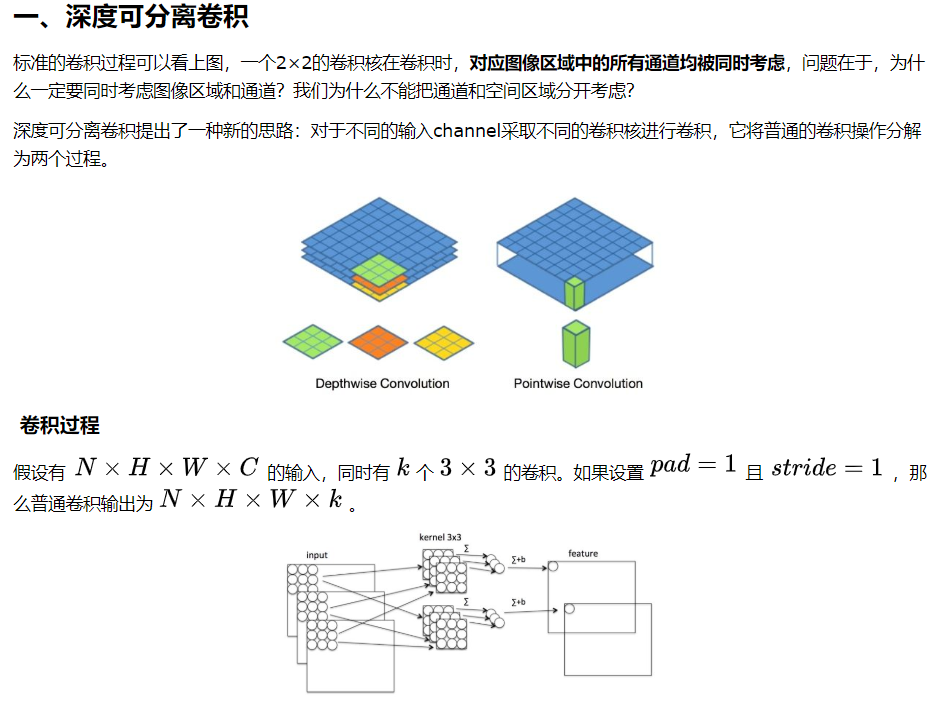 一、深度可分离卷积
标准的卷积过程可以看上图，一个2×2的卷积核在卷积时，对应图像区域中的所有通道均被同时考虑，问题在于，为什
么一定要同时考虑图像区域和通道？我们为什么不能把通道和空间区域分开考虑？
深度可分离卷积提出了一种新的思路：对于不同的输入channel采取不同的卷积核进行卷积，它将普通的卷积操作分解
为两个过程。
Depthwise Convolution
Pointwise Convolution
卷积过程
假设有 N × H × W × C 的输入，同时有 k 个 3 × 3 的卷积。如果设置 pad = 1 且 stride = 1 ，那
么普通卷积输出为 N × H × W × k 。
kernel 3x3
input
Σ
Σ+b
feature
Σ
Σ+b